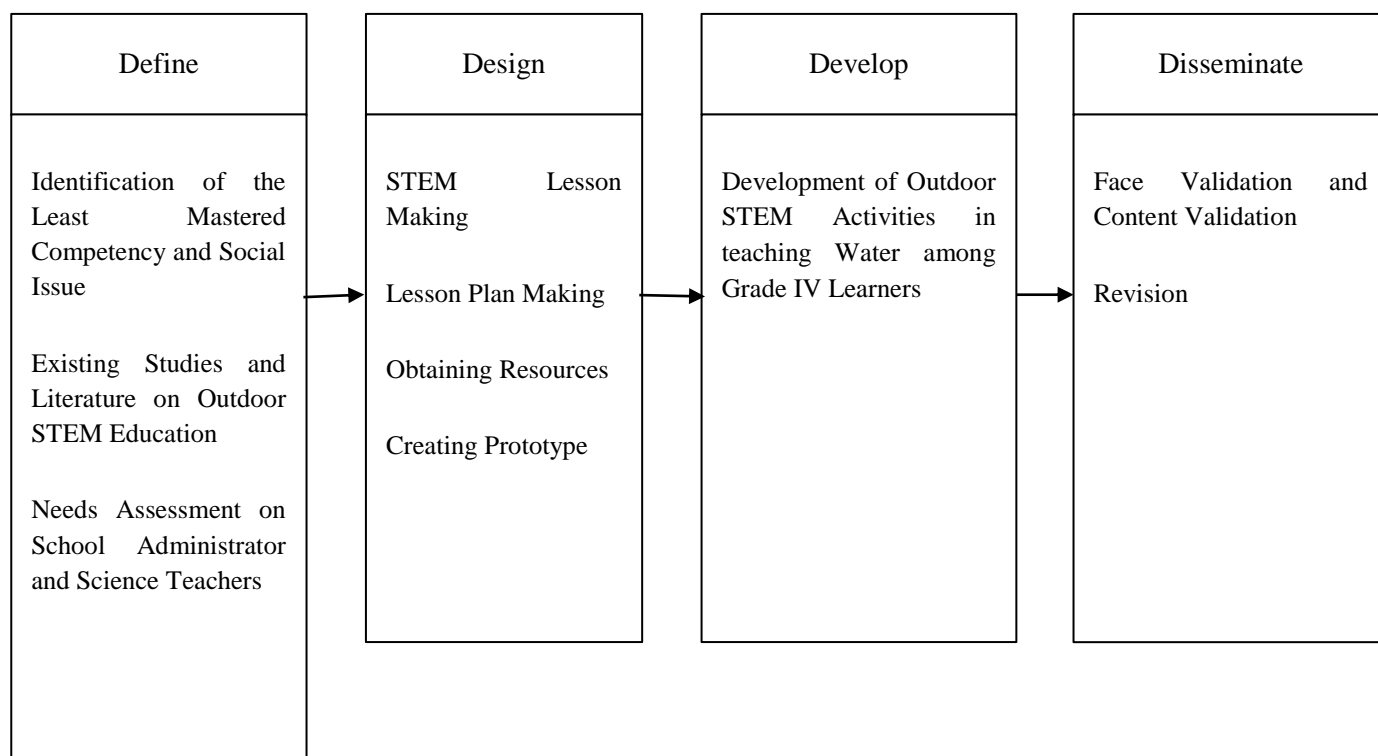 Define
Identification of the
Least Mastered
Competency and Social
Issue
Existing Studies and
Literature on Outdoor
STEM Education
Needs Assessment on
School Administrator
and Science Teachers
Design
STEM Lesson
Making
Lesson Plan Making
Obtaining Resources
Creating Prototype
Develop
Development of Outdoor
STEM Activities in
teaching Water among
Grade IV Learners
Disseminate
Face Validation and
Content Validation
Revision